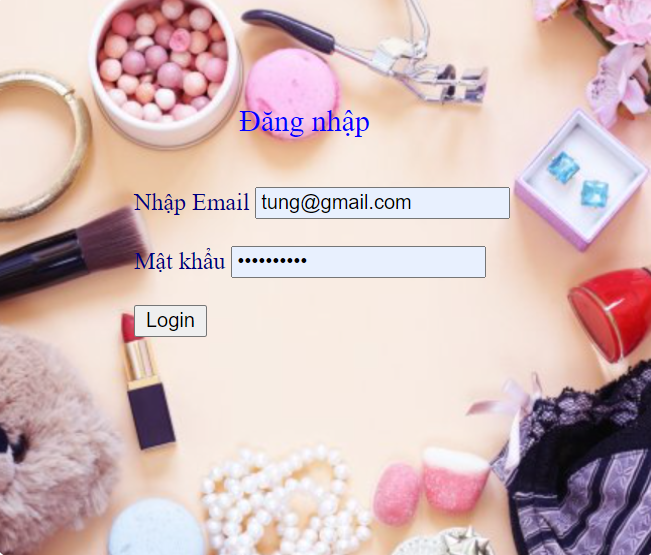 Đăng nhập
Nhập Email tung@gmail.com
Mật khẩu ••••••••••
Login